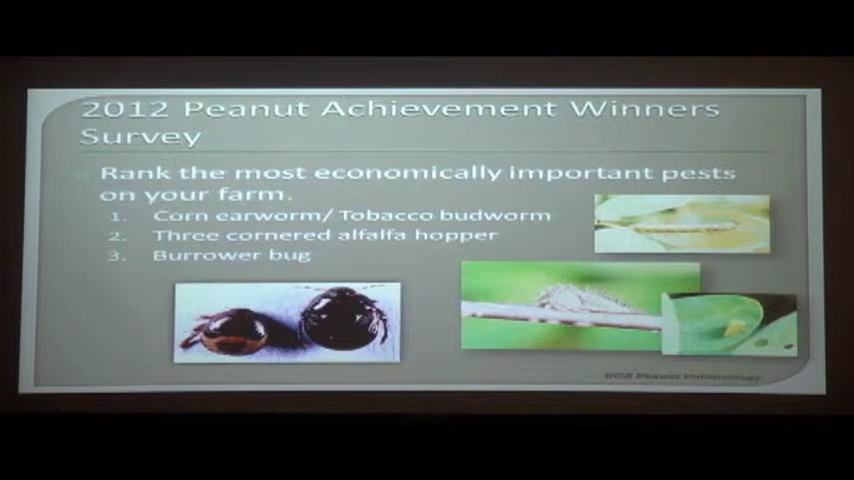 2012 Peanut Achievement Winners
Survey
Rank the most economically important pests
on your farm.
1. Corn earworm/ Tobacco budworm
2. Three cornered alfalfa hopper
3. Burrower bug
UGA Peanut Entomology